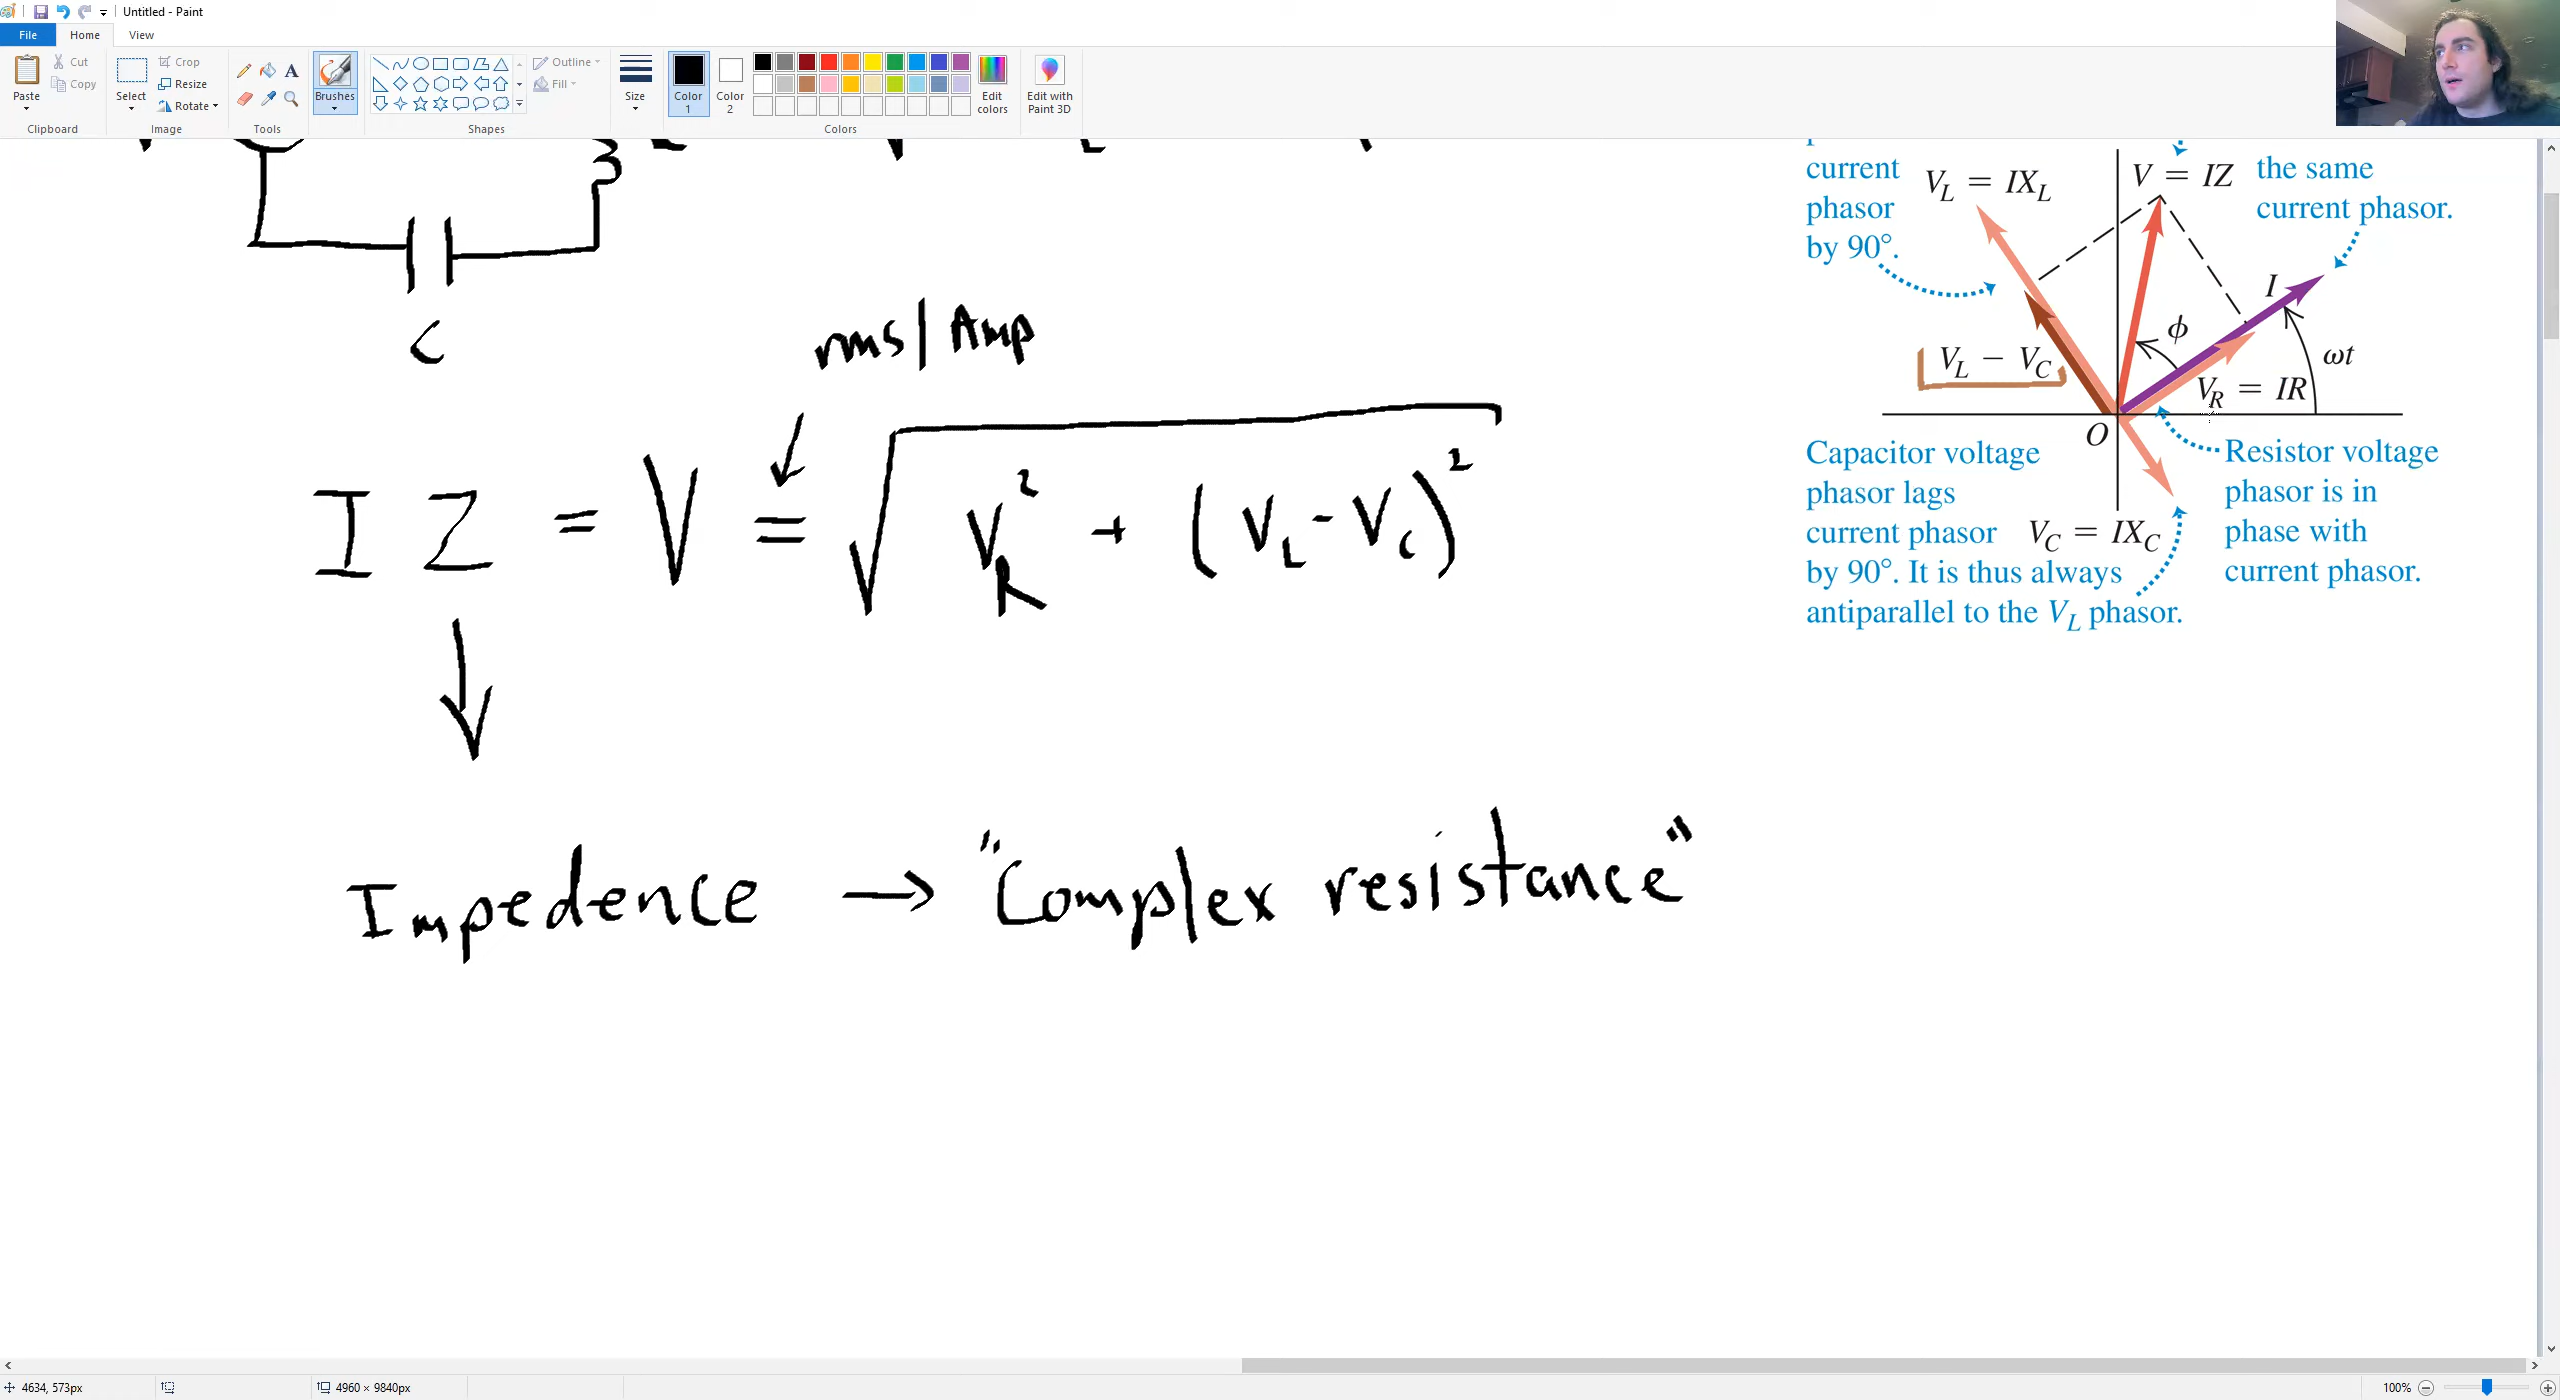 Untitled - Paint
File Home View
Paste
Cut
Copy
Clipboard
Select
Crop
Resize
Rotate
Image
Tools
Brushes
Outline
Fill
Shapes
Size
Color 1
Color 2
Edit colors
Colors
Edit with Paint 3D
C
rms/Amp
I Z = V = √ V_R² + (V_L - V_C)²
Impedence → "Complex resistance"
current
phasor
by 90°.
V_L = IX_L
V = IZ
the same
current phasor.
I
ϕ
ωt
V_L − V_C
V_R = IR
O
Capacitor voltage
phasor lags
current phasor
by 90°. It is thus always
antiparallel to the V_L phasor.
V_C = IX_C
Resistor voltage
phasor is in
phase with
current phasor.
4634, 573px
4960 × 9840px
100%